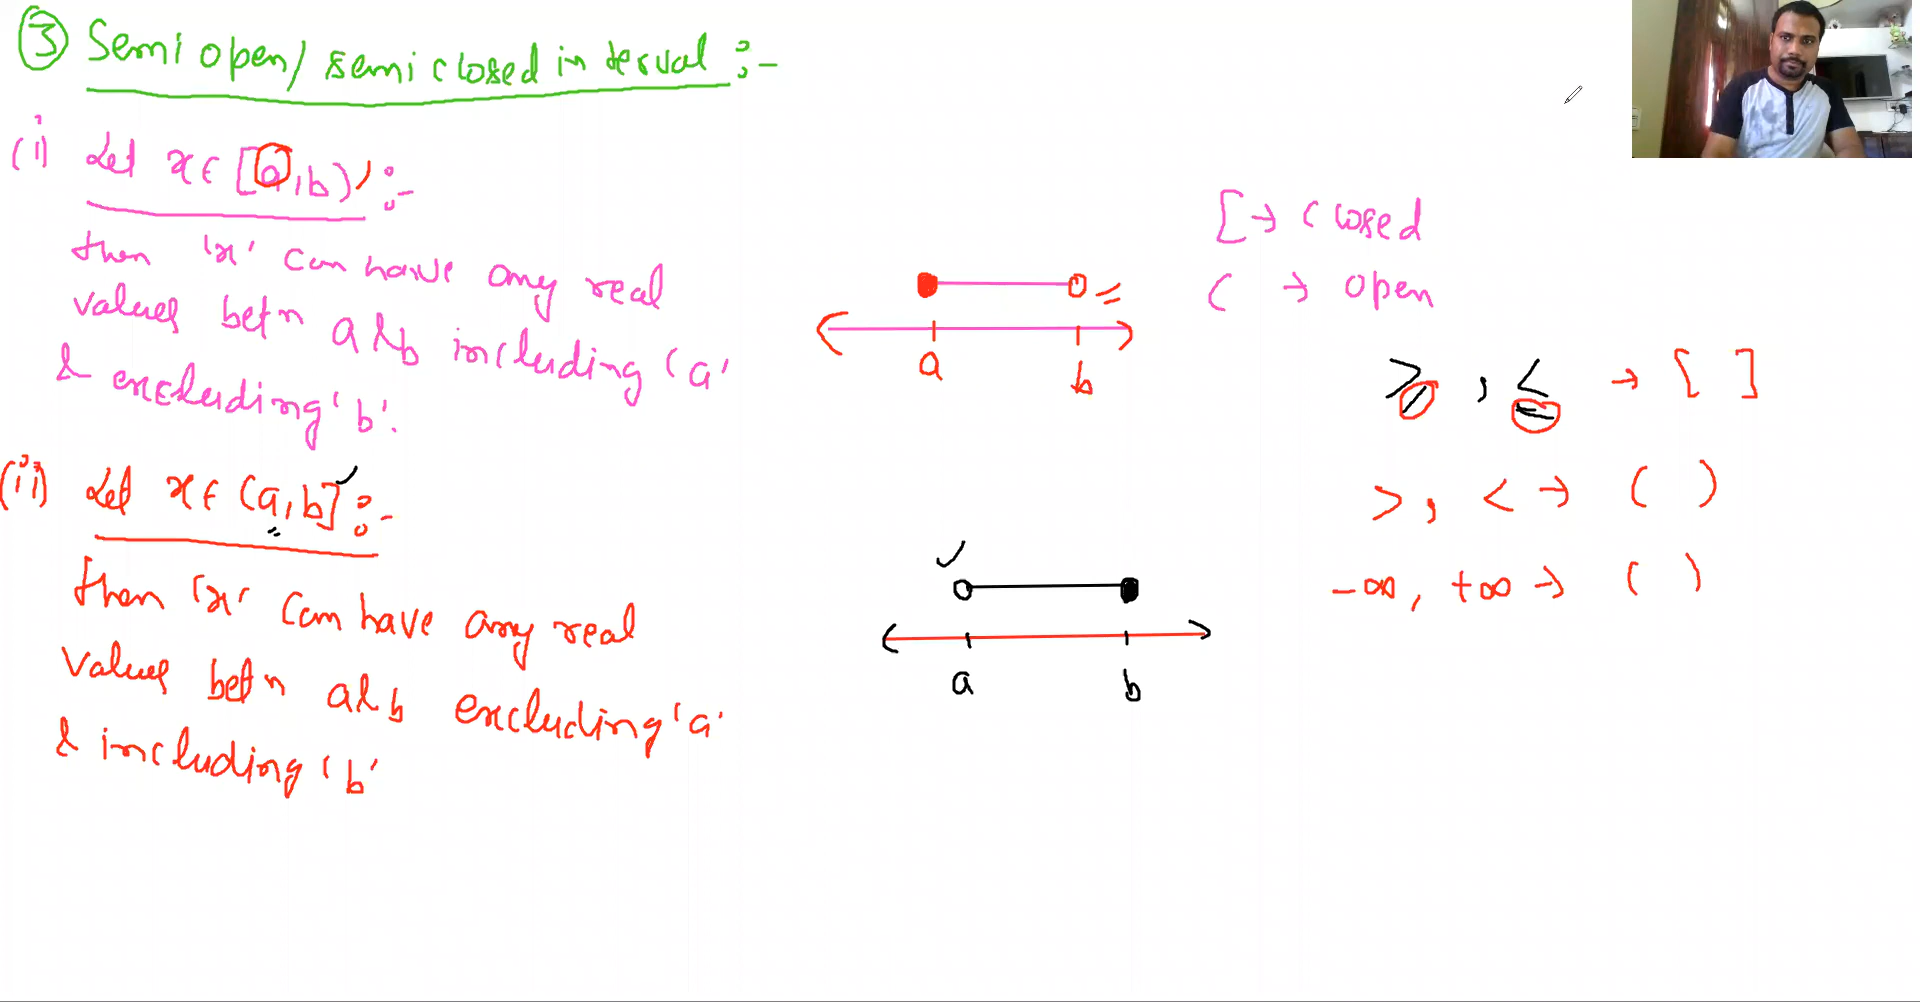 ③ Semi open/ semi closed interval :-
(i) Let x ∈ [a,b) :-
then 'x' can have any real
values betn a & b including 'a'
& excluding 'b'.
(ii) Let x ∈ (a,b] :-
then 'x' can have any real
values betn a & b excluding 'a'
& including 'b'
a b
a b
[ → closed
( → open
≥ , ≤ → [ ]
> , < → ( )
-∞ , +∞ → ( )